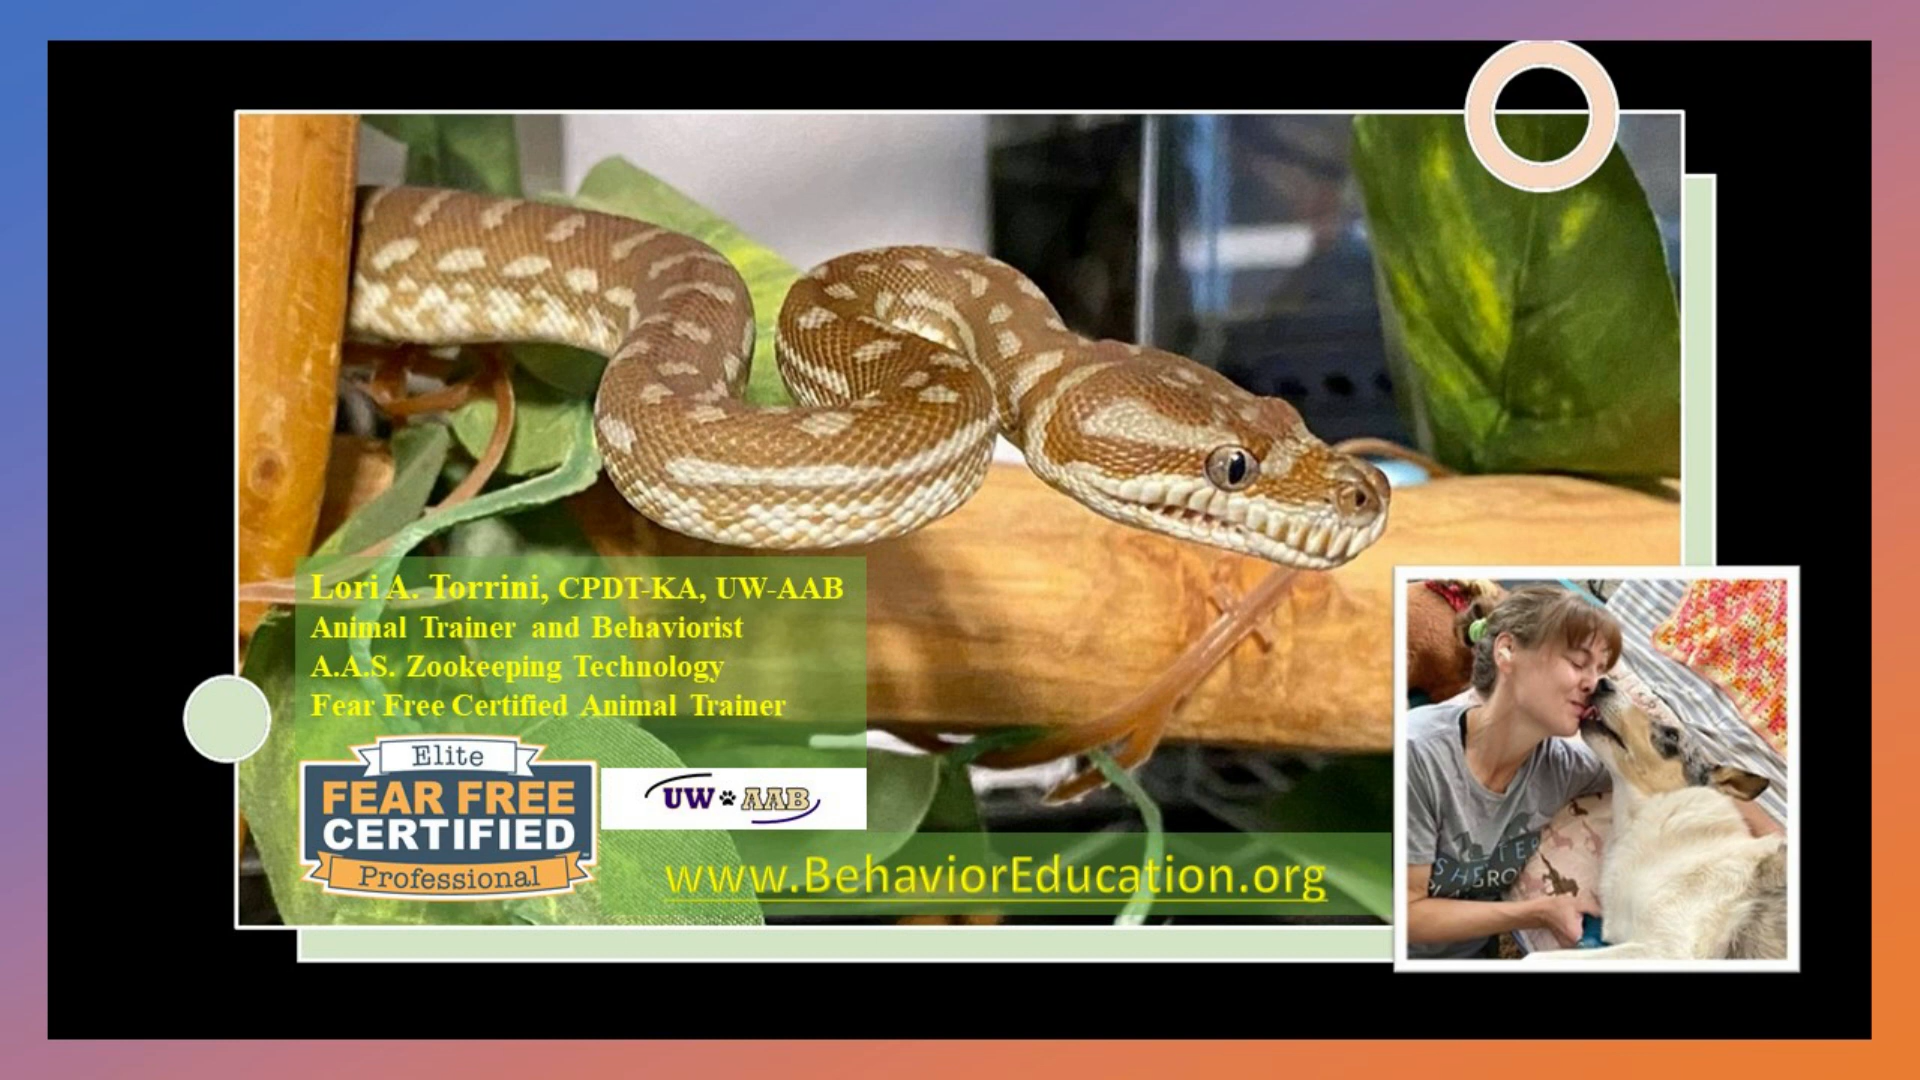 Lori A. Torrini, CPDT-KA, UW-AAB
Animal Trainer and Behaviorist
A.A.S. Zookeeping Technology
Fear Free Certified Animal Trainer
Elite
FEAR FREE
CERTIFIED
Professional
UW AAB
www.BehaviorEducation.org